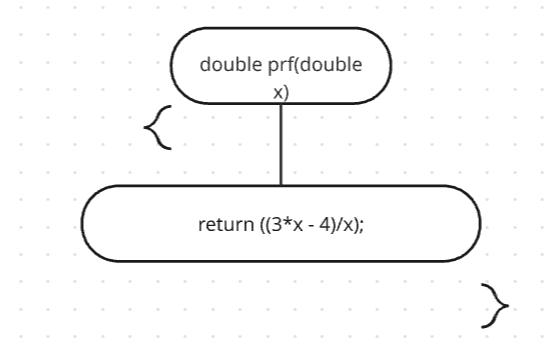 double prf(double
x)
{
return ((3*x - 4)/x);
}